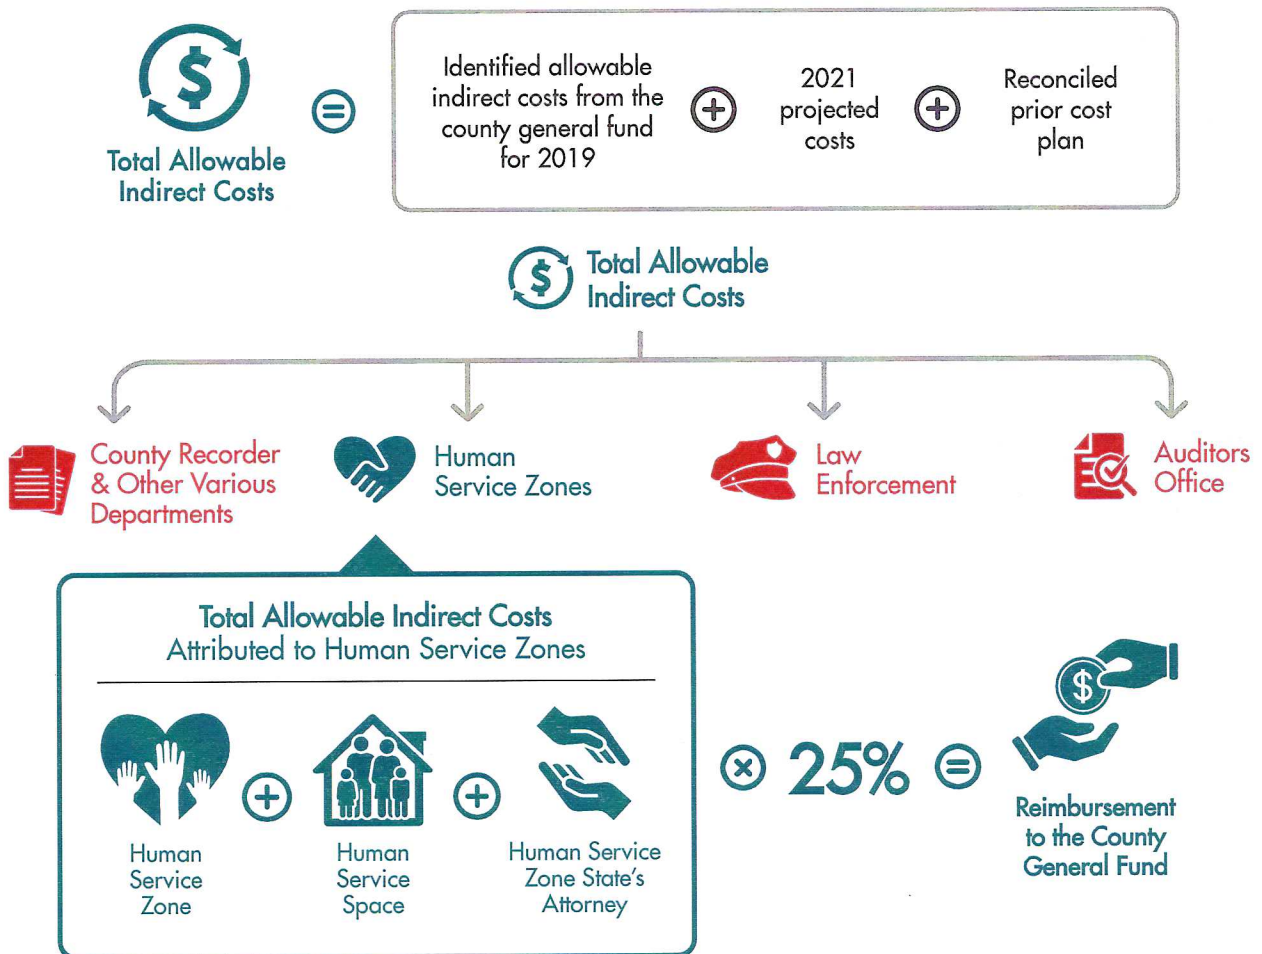 Total Allowable
Indirect Costs
=
Identified allowable
indirect costs from the
county general fund
for 2019
+
2021
projected
costs
+
Reconciled
prior cost
plan
$
Total Allowable
Indirect Costs
$
County Recorder
& Other Various
Departments
Human
Service Zones
Law
Enforcement
Auditors
Office
Total Allowable Indirect Costs
Attributed to Human Service Zones
Human
Service
Zone
+
Human
Service
Space
+
Human Service
Zone State's
Attorney
×
25%
=
$
Reimbursement
to the County
General Fund